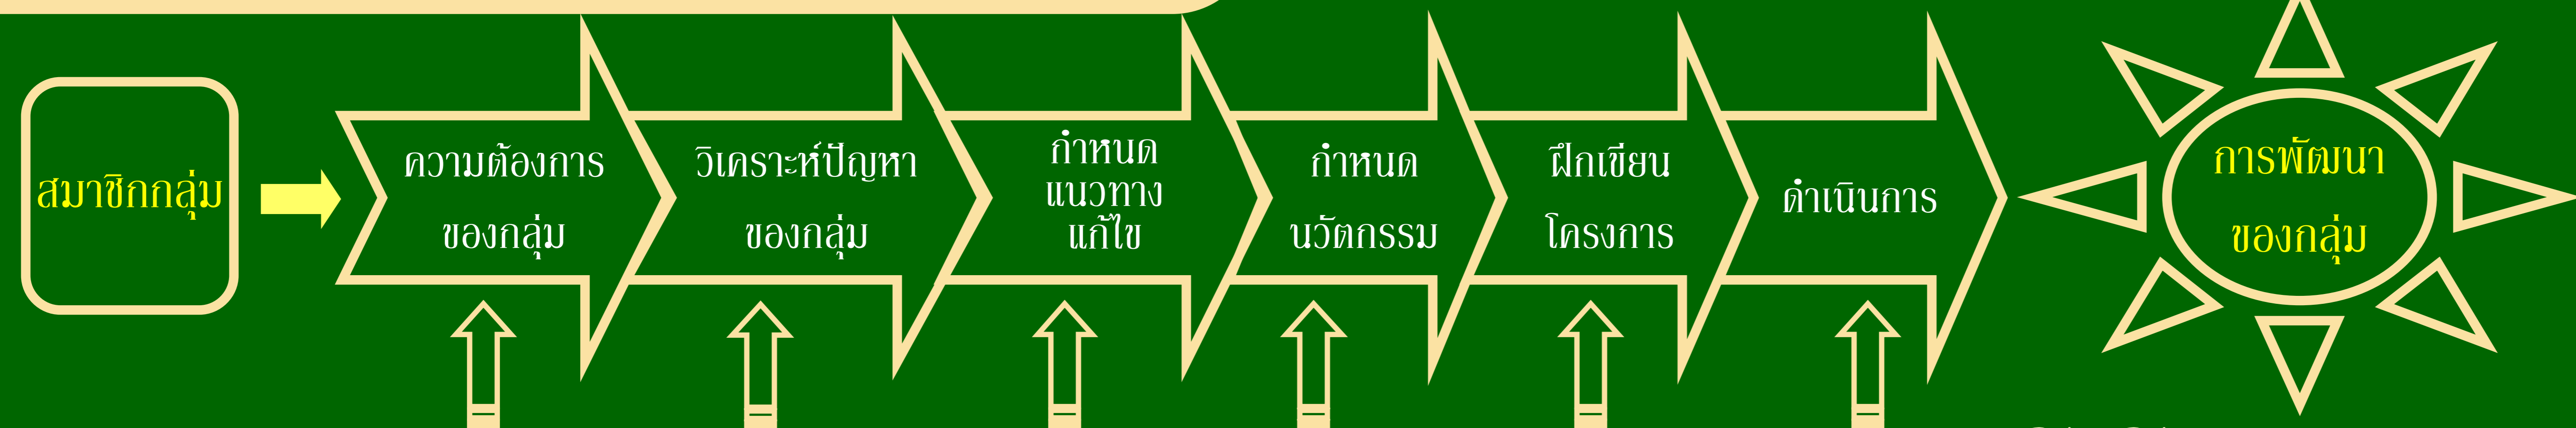 สมาชิกกลุ่ม
ความต้องการ
ของกลุ่ม
วิเคราะห์ปัญหา
ของกลุ่ม
กำหนด
แนวทาง
แก้ไข
กำหนด
นวัตกรรม
ฝึกเขียน
โครงการ
ดำเนินการ
การพัฒนา
ของกลุ่ม